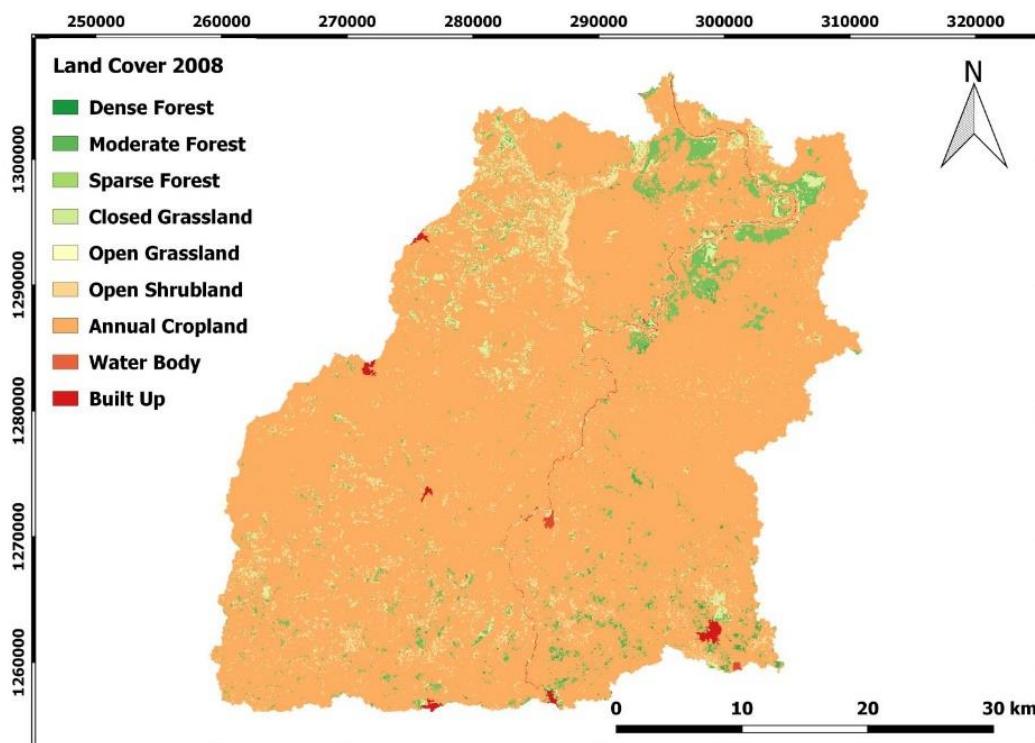 250000 260000 270000 280000 290000 300000 310000 320000
Land Cover 2008
Dense Forest
Moderate Forest
Sparse Forest
Closed Grassland
Open Grassland
Open Shrubland
Annual Cropland
Water Body
Built Up
N
1300000
1290000
1280000
1270000
1260000
0 10 20 30 km